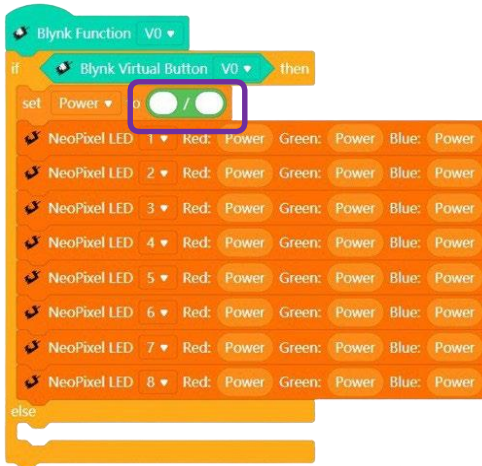 Blynk Function V0
if Blynk Virtual Button V0 then
set Power o /
NeoPixel LED 1 Red: Power Green: Power Blue: Power
NeoPixel LED 2 Red: Power Green: Power Blue: Power
NeoPixel LED 3 Red: Power Green: Power Blue: Power
NeoPixel LED 4 Red: Power Green: Power Blue: Power
NeoPixel LED 5 Red: Power Green: Power Blue: Power
NeoPixel LED 6 Red: Power Green: Power Blue: Power
NeoPixel LED 7 Red: Power Green: Power Blue: Power
NeoPixel LED 8 Red: Power Green: Power Blue: Power
else